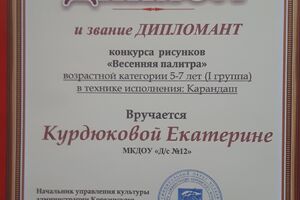 и звание ДИПЛОМАНТ
конкурса рисунков
«Весенняя палитра»
возрастной категории 5-7 лет (I группа)
в технике исполнения: Карандаш
Вручается
Курдюковой Екатерине
МКДОУ «Д/с №12»
Начальник управления культуры
администрации